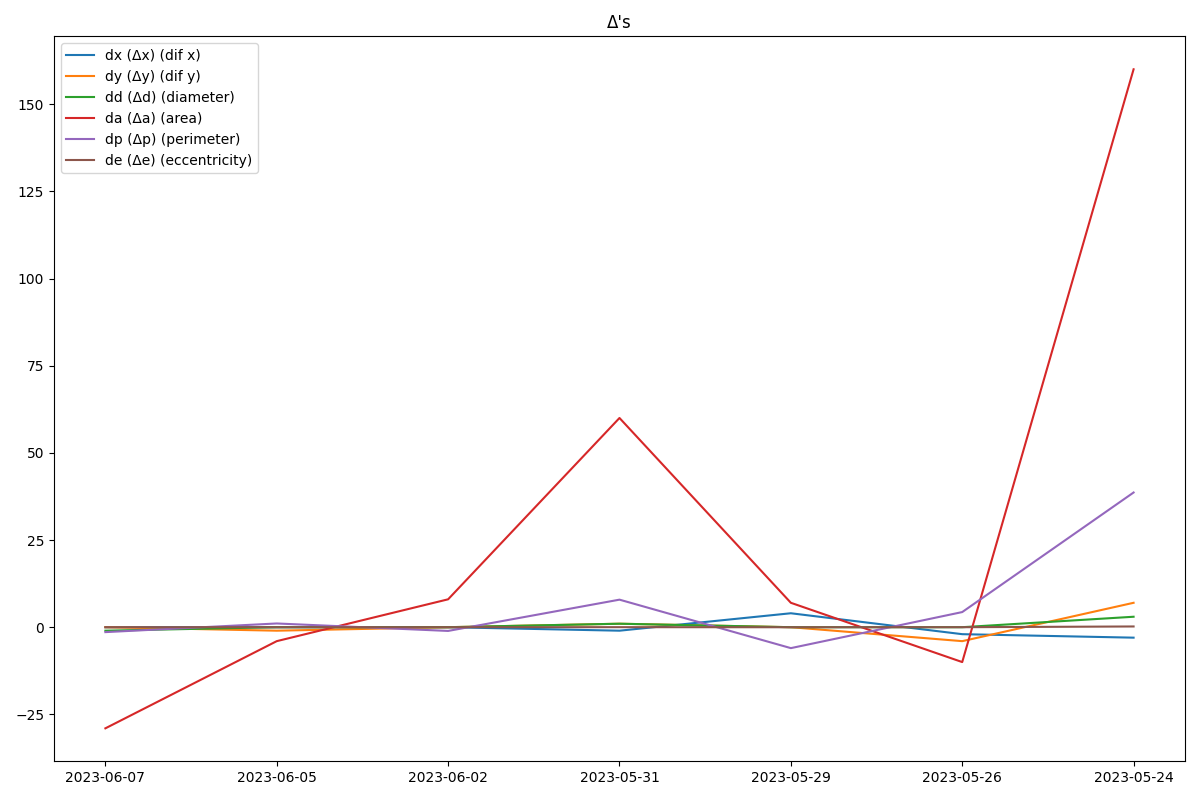 Δ's
dx (Δx) (dif x)
dy (Δy) (dif y)
dd (Δd) (diameter)
da (Δa) (area)
dp (Δp) (perimeter)
de (Δe) (eccentricity)
150
125
100
75
50
25
0
−25
2023-06-07 2023-06-05 2023-06-02 2023-05-31 2023-05-29 2023-05-26 2023-05-24